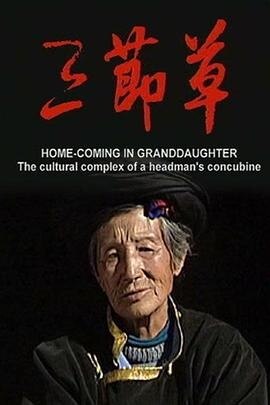 三節草
HOME-COMING IN GRANDDAUGHTER
The cultural complex of a headman's concubine